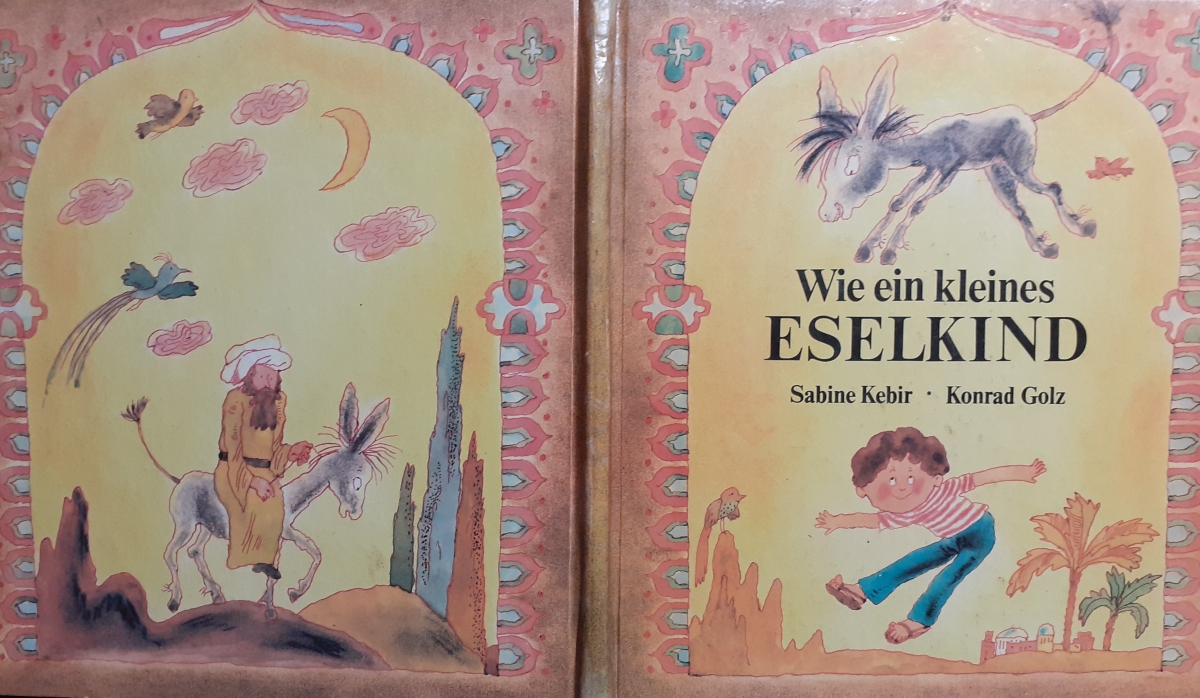 Wie ein kleines
ESELKIND
Sabine Kebir · Konrad Golz